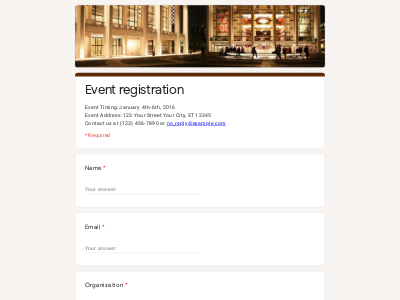 Event registration
Event Timing: January 4th-6th, 2016
Event Address: 123 Your Street Your City, ST 12345
Contact us at (123) 456-7890 or no_reply@example.com
* Required
Name *
Your answer
Email *
Your answer
Organization *